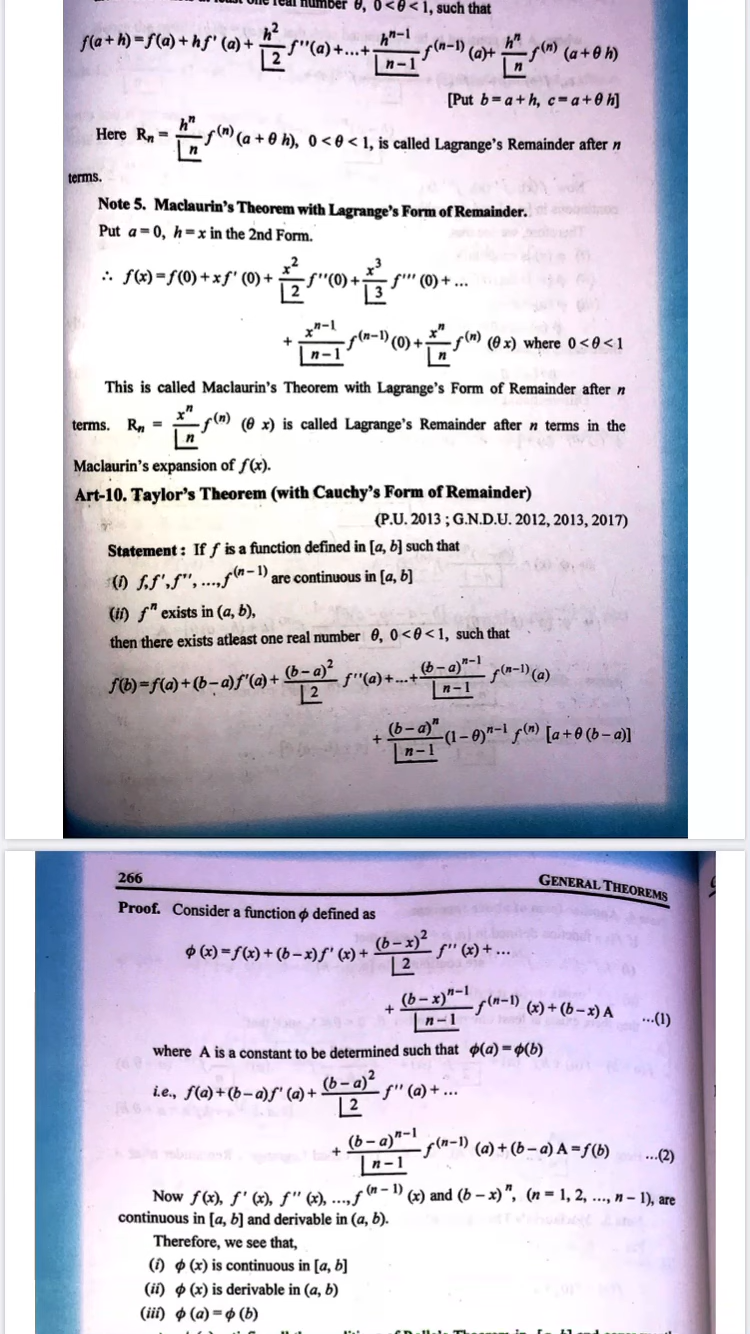 number θ, 0 < θ < 1, such that
f(a+h) = f(a) + hf'(a) + h²/⌊2 f''(a) + ... + hⁿ⁻¹/⌊n−1 f⁽ⁿ⁻¹⁾(a) + hⁿ/⌊n f⁽ⁿ⁾(a+θh)
[Put b = a + h, c = a + θ h]
Here Rₙ = hⁿ/⌊n f⁽ⁿ⁾(a + θ h), 0 < θ < 1, is called Lagrange's Remainder after n
terms.
Note 5. Maclaurin's Theorem with Lagrange's Form of Remainder.
Put a = 0, h = x in the 2nd Form.
∴ f(x) = f(0) + x f'(0) + x²/⌊2 f''(0) + x³/⌊3 f'''(0) + ...
+ xⁿ⁻¹/⌊n−1 f⁽ⁿ⁻¹⁾(0) + xⁿ/⌊n f⁽ⁿ⁾(θ x) where 0 < θ < 1
This is called Maclaurin's Theorem with Lagrange's Form of Remainder after n
terms. Rₙ = xⁿ/⌊n f⁽ⁿ⁾ (θ x) is called Lagrange's Remainder after n terms in the
Maclaurin's expansion of f(x).
Art-10. Taylor's Theorem (with Cauchy's Form of Remainder)
(P.U. 2013 ; G.N.D.U. 2012, 2013, 2017)
Statement : If f is a function defined in [a, b] such that
(i) f, f', f'', ..., f⁽ⁿ⁻¹⁾ are continuous in [a, b]
(ii) fⁿ exists in (a, b),
then there exists atleast one real number θ, 0 < θ < 1, such that
f(b) = f(a) + (b−a)f'(a) + (b−a)²/⌊2 f''(a) + ... + (b−a)ⁿ⁻¹/⌊n−1 f⁽ⁿ⁻¹⁾(a)
+ (b−a)ⁿ/⌊n−1 (1−θ)ⁿ⁻¹ f⁽ⁿ⁾ [a + θ (b − a)]
266
GENERAL THEOREMS
Proof. Consider a function φ defined as
φ (x) = f(x) + (b − x) f' (x) + (b−x)²/⌊2 f'' (x) + ...
+ (b−x)ⁿ⁻¹/⌊n−1 f⁽ⁿ⁻¹⁾ (x) + (b − x) A ...(1)
where A is a constant to be determined such that φ(a) = φ(b)
i.e., f(a) + (b − a) f' (a) + (b−a)²/⌊2 f'' (a) + ...
+ (b−a)ⁿ⁻¹/⌊n−1 f⁽ⁿ⁻¹⁾ (a) + (b − a) A = f(b) ...(2)
Now f(x), f' (x), f'' (x), ..., f⁽ⁿ⁻¹⁾ (x) and (b − x)ⁿ, (n = 1, 2, ..., n − 1), are
continuous in [a, b] and derivable in (a, b).
Therefore, we see that,
(i) φ (x) is continuous in [a, b]
(ii) φ (x) is derivable in (a, b)
(iii) φ (a) = φ (b)